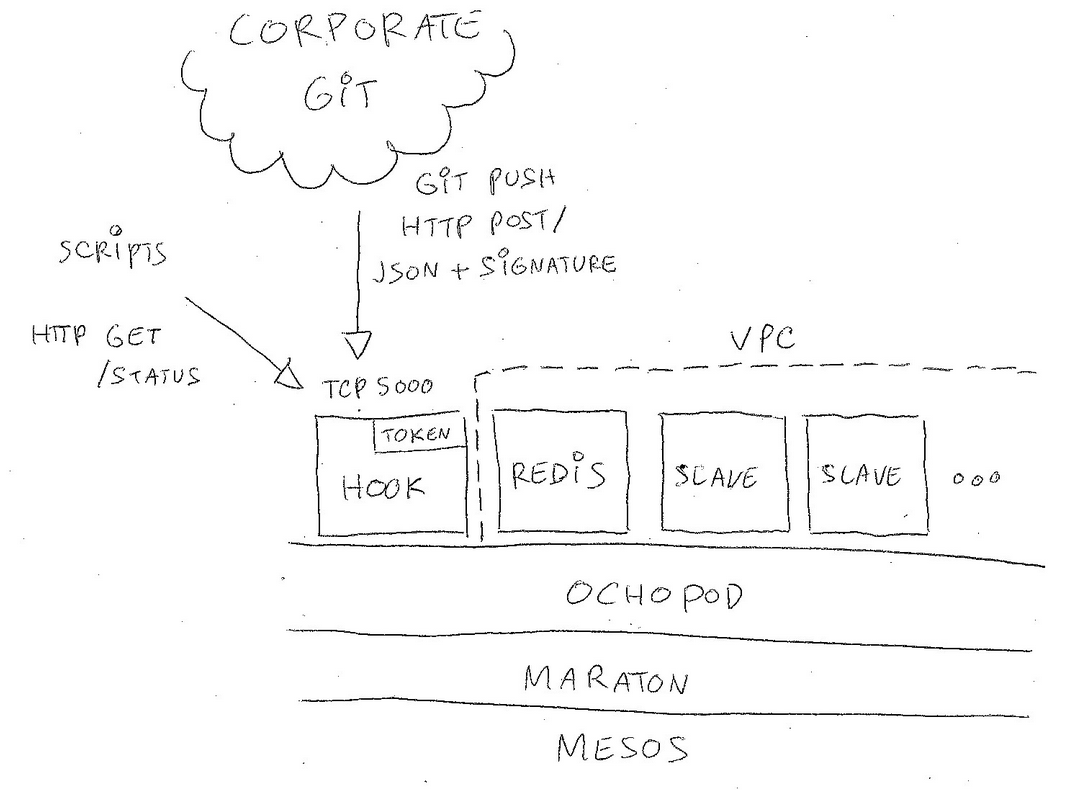 CORPORATE
GIT
GIT PUSH
HTTP POST/
JSON + SIGNATURE
SCRIPTS
HTTP GET
/STATUS
VPC
TCP 5000
TOKEN
HOOK
REDIS
SLAVE
SLAVE
OCHOPOD
MARATON
MESOS